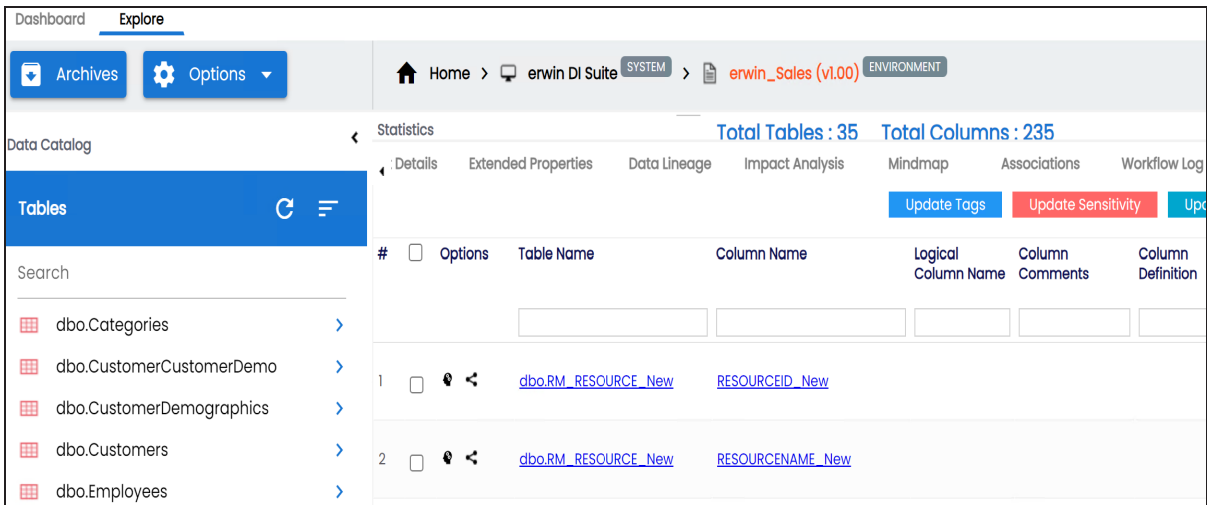 Dashboard Explore
Archives Options
Home > erwin DI Suite SYSTEM > erwin_Sales (v1.00) ENVIRONMENT
Data Catalog
Statistics Total Tables : 35 Total Columns : 235
Details Extended Properties Data Lineage Impact Analysis Mindmap Associations Workflow Log
Tables
Update Tags Update Sensitivity Upd
# Options Table Name Column Name Logical Column Name Column Comments Column Definition
Search
dbo.Categories
dbo.CustomerCustomerDemo
dbo.CustomerDemographics
dbo.Customers
dbo.Employees
1 dbo.RM_RESOURCE_New RESOURCEID_New
2 dbo.RM_RESOURCE_New RESOURCENAME_New